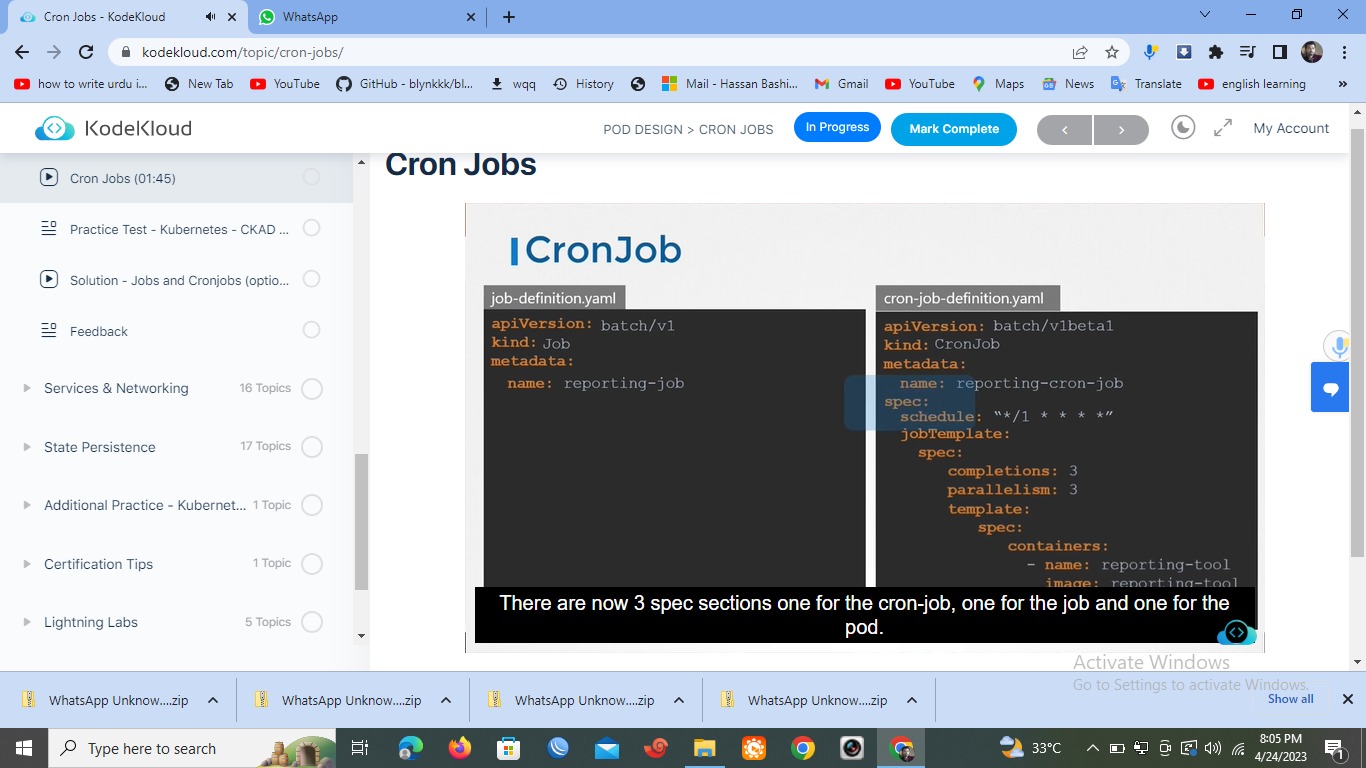 Cron Jobs - KodeKloud
WhatsApp
kodekloud.com/topic/cron-jobs/
how to write urdu i...
New Tab
YouTube
GitHub - blynkkk/bl...
wqq
History
Mail - Hassan Bashi...
Gmail
YouTube
Maps
News
Translate
english learning
KodeKloud
POD DESIGN > CRON JOBS
In Progress
Mark Complete
My Account
Cron Jobs (01:45)
Practice Test - Kubernetes - CKAD ...
Solution - Jobs and Cronjobs (optio...
Feedback
Services & Networking 16 Topics
State Persistence 17 Topics
Additional Practice - Kubernet... 1 Topic
Certification Tips 1 Topic
Lightning Labs 5 Topics
Cron Jobs
CronJob
job-definition.yaml
apiVersion: batch/v1
kind: Job
metadata:
name: reporting-job
cron-job-definition.yaml
apiVersion: batch/v1beta1
kind: CronJob
metadata:
name: reporting-cron-job
spec:
schedule: “*/1 * * * *”
jobTemplate:
spec:
completions: 3
parallelism: 3
template:
spec:
containers:
- name: reporting-tool
image: reporting-tool
There are now 3 spec sections one for the cron-job, one for the job and one for the
pod.
Activate Windows
Go to Settings to activate Windows.
WhatsApp Unknow....zip
WhatsApp Unknow....zip
WhatsApp Unknow....zip
WhatsApp Unknow....zip
Show all
Type here to search
33°C
8:05 PM
4/24/2023
1